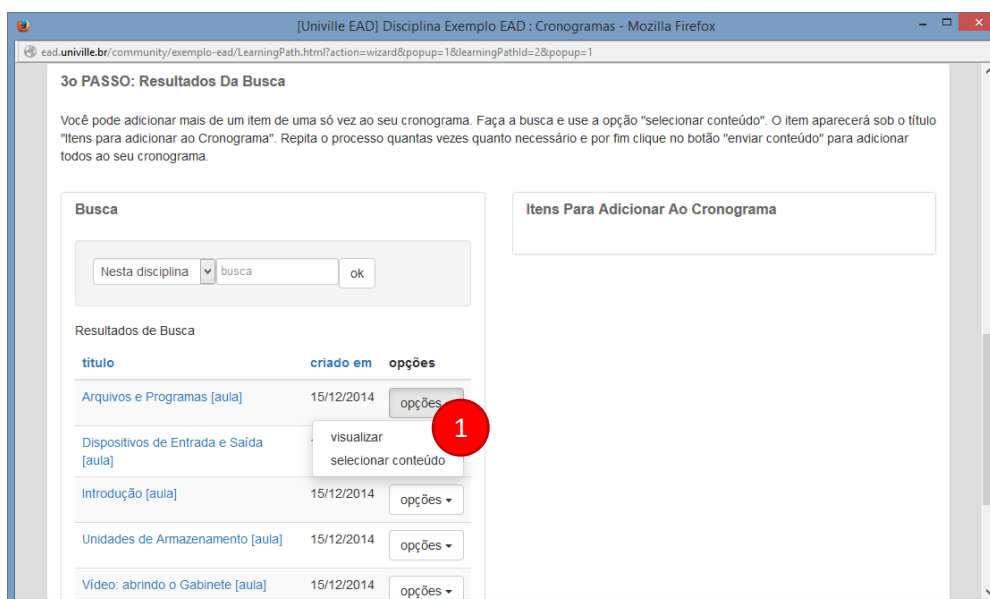 [Univille EAD] Disciplina Exemplo EAD : Cronogramas - Mozilla Firefox
ead.univille.br/community/exemplo-ead/LearningPath.html?action=wizard&popup=1&learningPathId=2&popup=1
3o PASSO: Resultados Da Busca
Você pode adicionar mais de um item de uma só vez ao seu cronograma. Faça a busca e use a opção "selecionar conteúdo". O item aparecerá sob o título
"Itens para adicionar ao Cronograma". Repita o processo quantas vezes quanto necessário e por fim clique no botão "enviar conteúdo" para adicionar
todos ao seu cronograma.
Busca
Itens Para Adicionar Ao Cronograma
Nesta disciplina busca ok
Resultados de Busca
título criado em opções
Arquivos e Programas [aula] 15/12/2014 opções
1
visualizar
selecionar conteúdo
Dispositivos de Entrada e Saída
[aula]
Introdução [aula] 15/12/2014 opções
Unidades de Armazenamento [aula] 15/12/2014 opções
Vídeo: abrindo o Gabinete [aula] 15/12/2014 opções